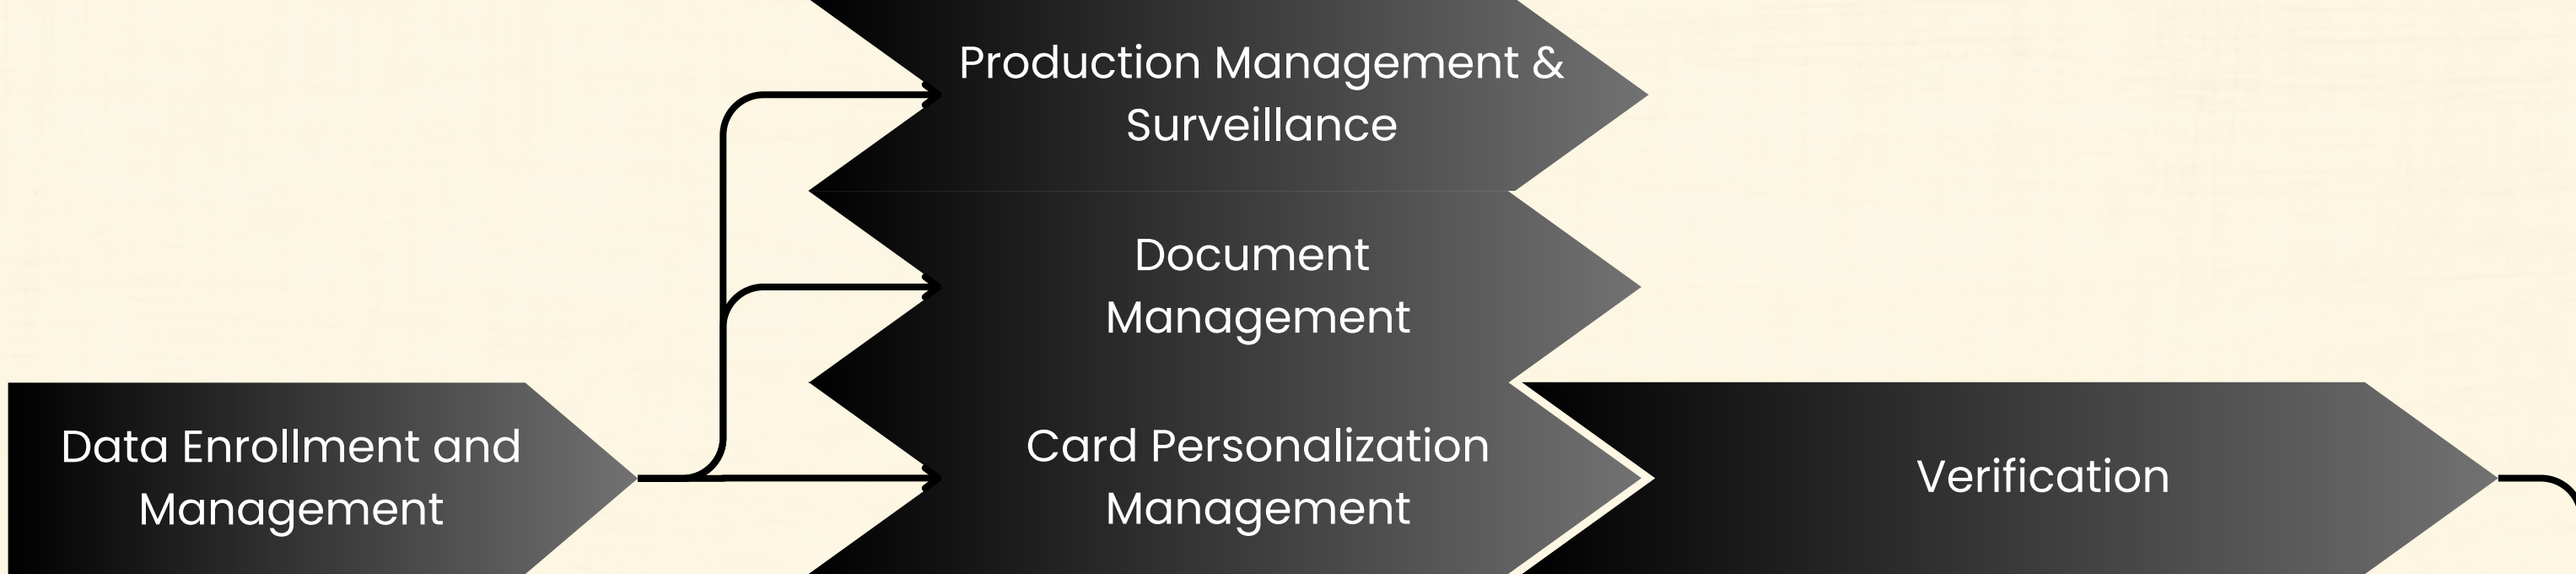 Production Management &
Surveillance
Document
Management
Data Enrollment and
Management
Card Personalization
Management
Verification